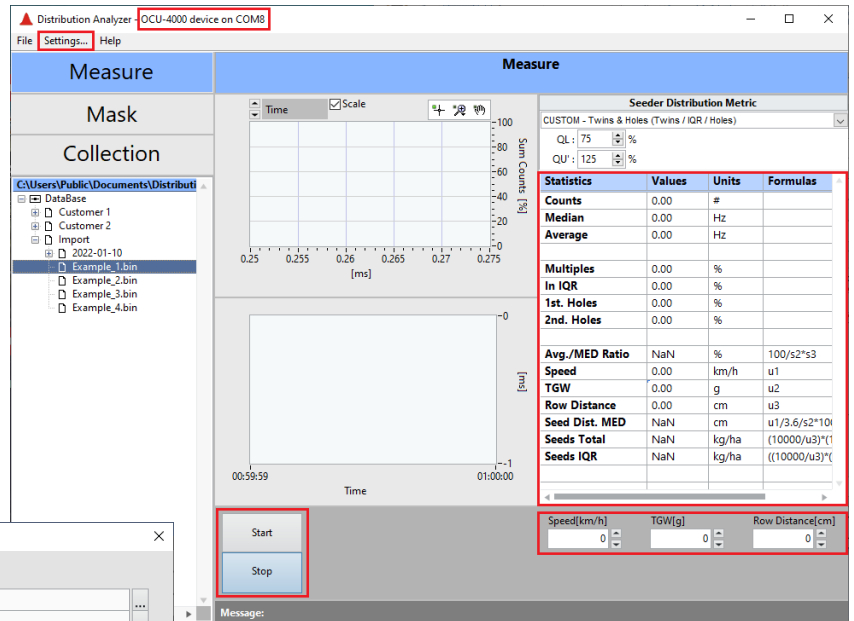 Distribution Analyzer - OCU-4000 device on COM8
File Settings... Help
Measure
Mask
Collection
C:\Users\Public\Documents\Distributi
DataBase
Customer 1
Customer 2
Import
2022-01-10
Example_1.bin
Example_2.bin
Example_3.bin
Example_4.bin
...
Measure
Time Scale
100
80
60
40
20
0
Sum Counts [%]
0.25 0.255 0.26 0.265 0.27 0.275
[ms]
0
[ms]
-1
00:59:59 01:00:00
Time
Start
Stop
Seeder Distribution Metric
CUSTOM - Twins & Holes (Twins / IQR / Holes)
QL : 75 %
QU' : 125 %
Statistics Values Units Formulas
Counts 0.00 #
Median 0.00 Hz
Average 0.00 Hz
Multiples 0.00 %
In IQR 0.00 %
1st. Holes 0.00 %
2nd. Holes 0.00 %
Avg./MED Ratio NaN % 100/s2*s3
Speed 0.00 km/h u1
TGW 0.00 g u2
Row Distance 0.00 cm u3
Seed Dist. MED NaN cm u1/3.6/s2*10
Seeds Total NaN kg/ha (10000/u3)*(1
Seeds IQR NaN kg/ha ((10000/u3)*(
Speed[km/h] TGW[g] Row Distance[cm]
0 0 0
Message: